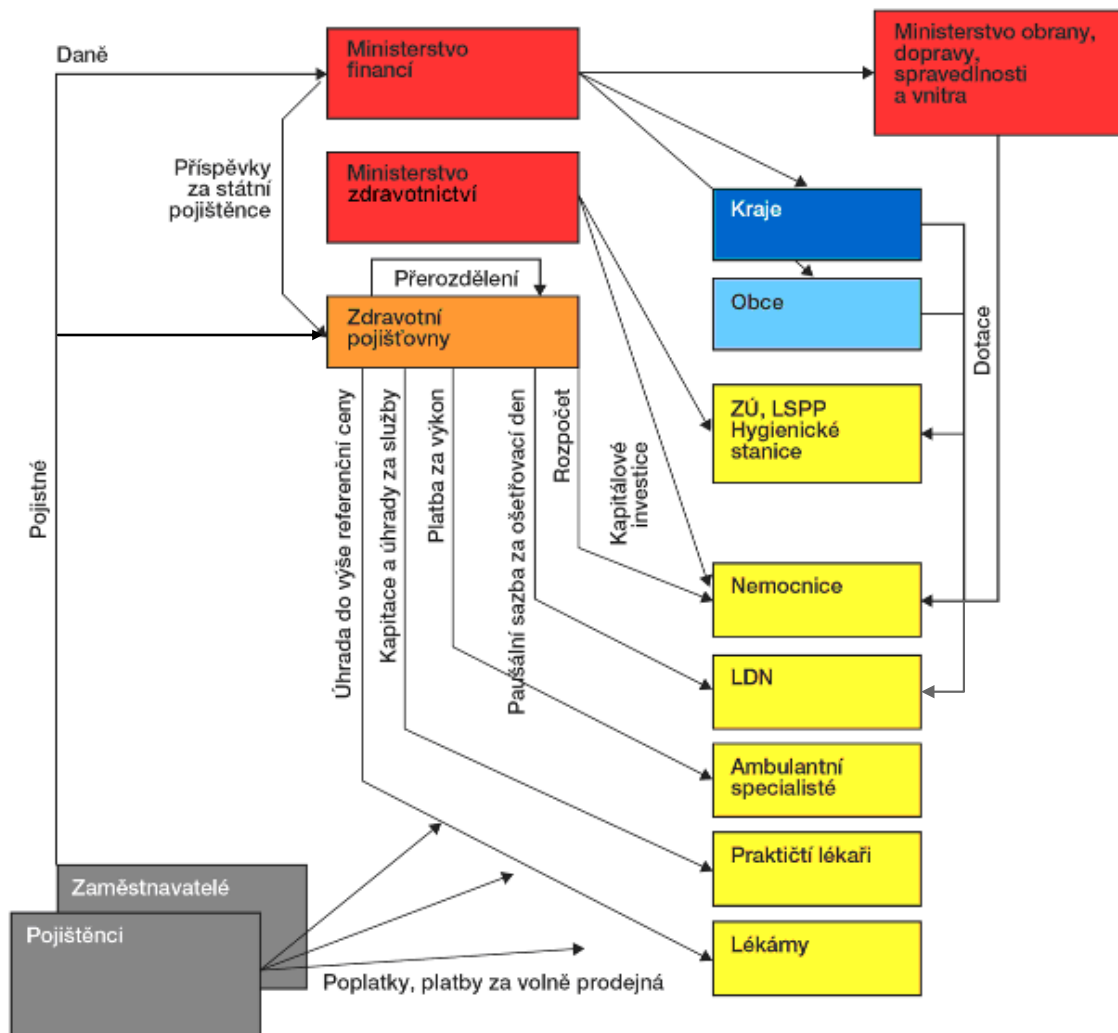 Daně
Ministerstvo
financí
Ministerstvo obrany,
dopravy,
spravedlnosti
a vnitra
Příspěvky
za státní
pojištěnce
Ministerstvo
zdravotnictví
Kraje
Přerozdělení
Obce
Zdravotní
pojišťovny
Dotace
Pojistné
Úhrada do výše referenční ceny
Kapitace a úhrady za služby
Platba za výkon
Paušální sazba za ošetřovací den
Rozpočet
Kapitálové
investice
ZÚ, LSPP
Hygienické
stanice
Nemocnice
LDN
Ambulantní
specialisté
Praktičtí lékaři
Zaměstnavatelé
Pojištěnci
Lékárny
Poplatky, platby za volně prodejná